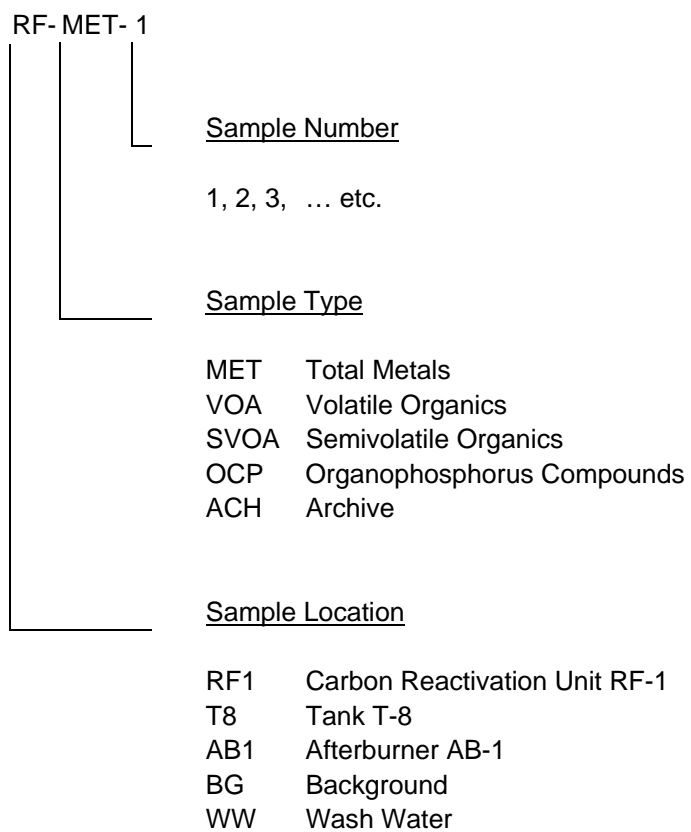 RF- MET- 1
Sample Number
1, 2, 3, … etc.
Sample Type
MET Total Metals
VOA Volatile Organics
SVOA Semivolatile Organics
OCP Organophosphorus Compounds
ACH Archive
Sample Location
RF1 Carbon Reactivation Unit RF-1
T8 Tank T-8
AB1 Afterburner AB-1
BG Background
WW Wash Water